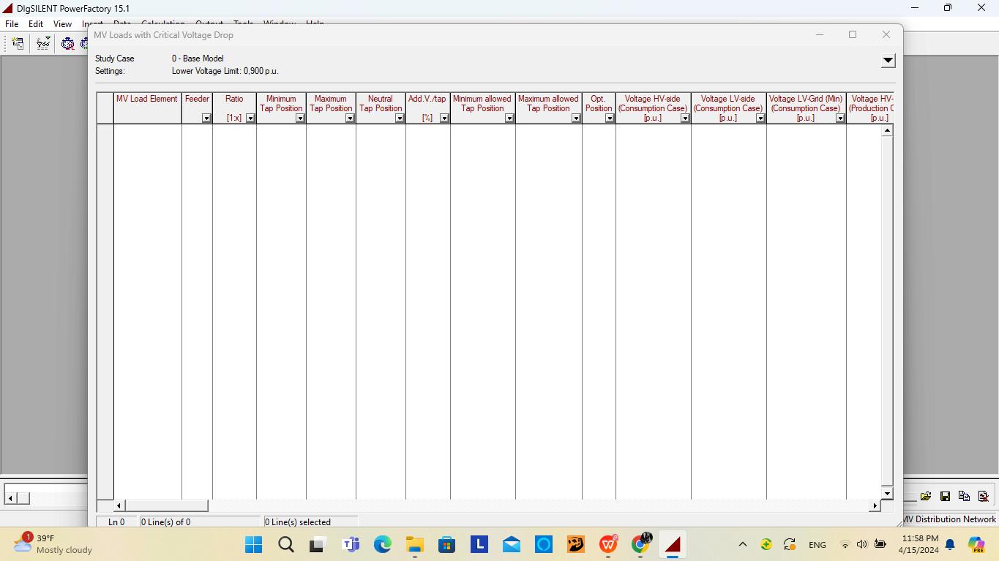 DIgSILENT PowerFactory 15.1
File Edit View Insert Data Calculation Output Tools Window Help
MV Loads with Critical Voltage Drop
Study Case 0 - Base Model
Settings: Lower Voltage Limit: 0,900 p.u.
MV Load Element Feeder Ratio Minimum Maximum Neutral Add.V./tap Minimum allowed Maximum allowed Opt. Voltage HV-side Voltage LV-side Voltage LV-Grid (Min) Voltage HV-
Tap Position Tap Position Tap Position Tap Position Tap Position Position (Consumption Case) (Consumption Case) (Consumption Case) (Production C
[1:x] [%] [p.u.] [p.u.] [p.u.] [p.u.]
Ln 0 0 Line(s) of 0 0 Line(s) selected
MV Distribution Network
1 39°F
Mostly cloudy
L
W
ENG
PRE
11:58 PM
4/15/2024